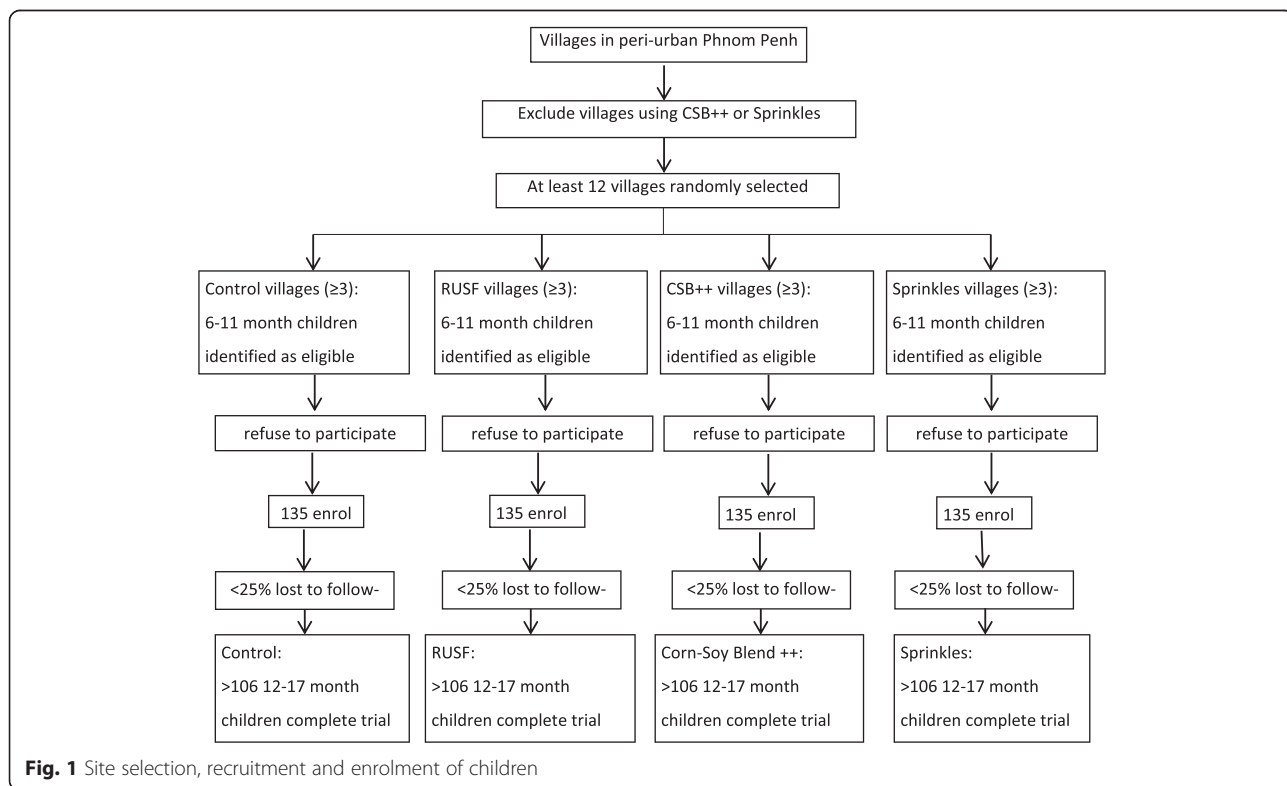 Villages in peri-urban Phnom Penh
Exclude villages using CSB++ or Sprinkles
At least 12 villages randomly selected
Control villages (≥3):
6-11 month children
identified as eligible
RUSF villages (≥3):
6-11 month children
identified as eligible
CSB++ villages (≥3):
6-11 month children
identified as eligible
Sprinkles villages (≥3):
6-11 month children
identified as eligible
refuse to participate
refuse to participate
refuse to participate
refuse to participate
135 enrol
135 enrol
135 enrol
135 enrol
<25% lost to follow-
<25% lost to follow-
<25% lost to follow-
<25% lost to follow-
Control:
>106 12-17 month
children complete trial
RUSF:
>106 12-17 month
children complete trial
Corn-Soy Blend ++:
>106 12-17 month
children complete trial
Sprinkles:
>106 12-17 month
children complete trial
Fig. 1 Site selection, recruitment and enrolment of children